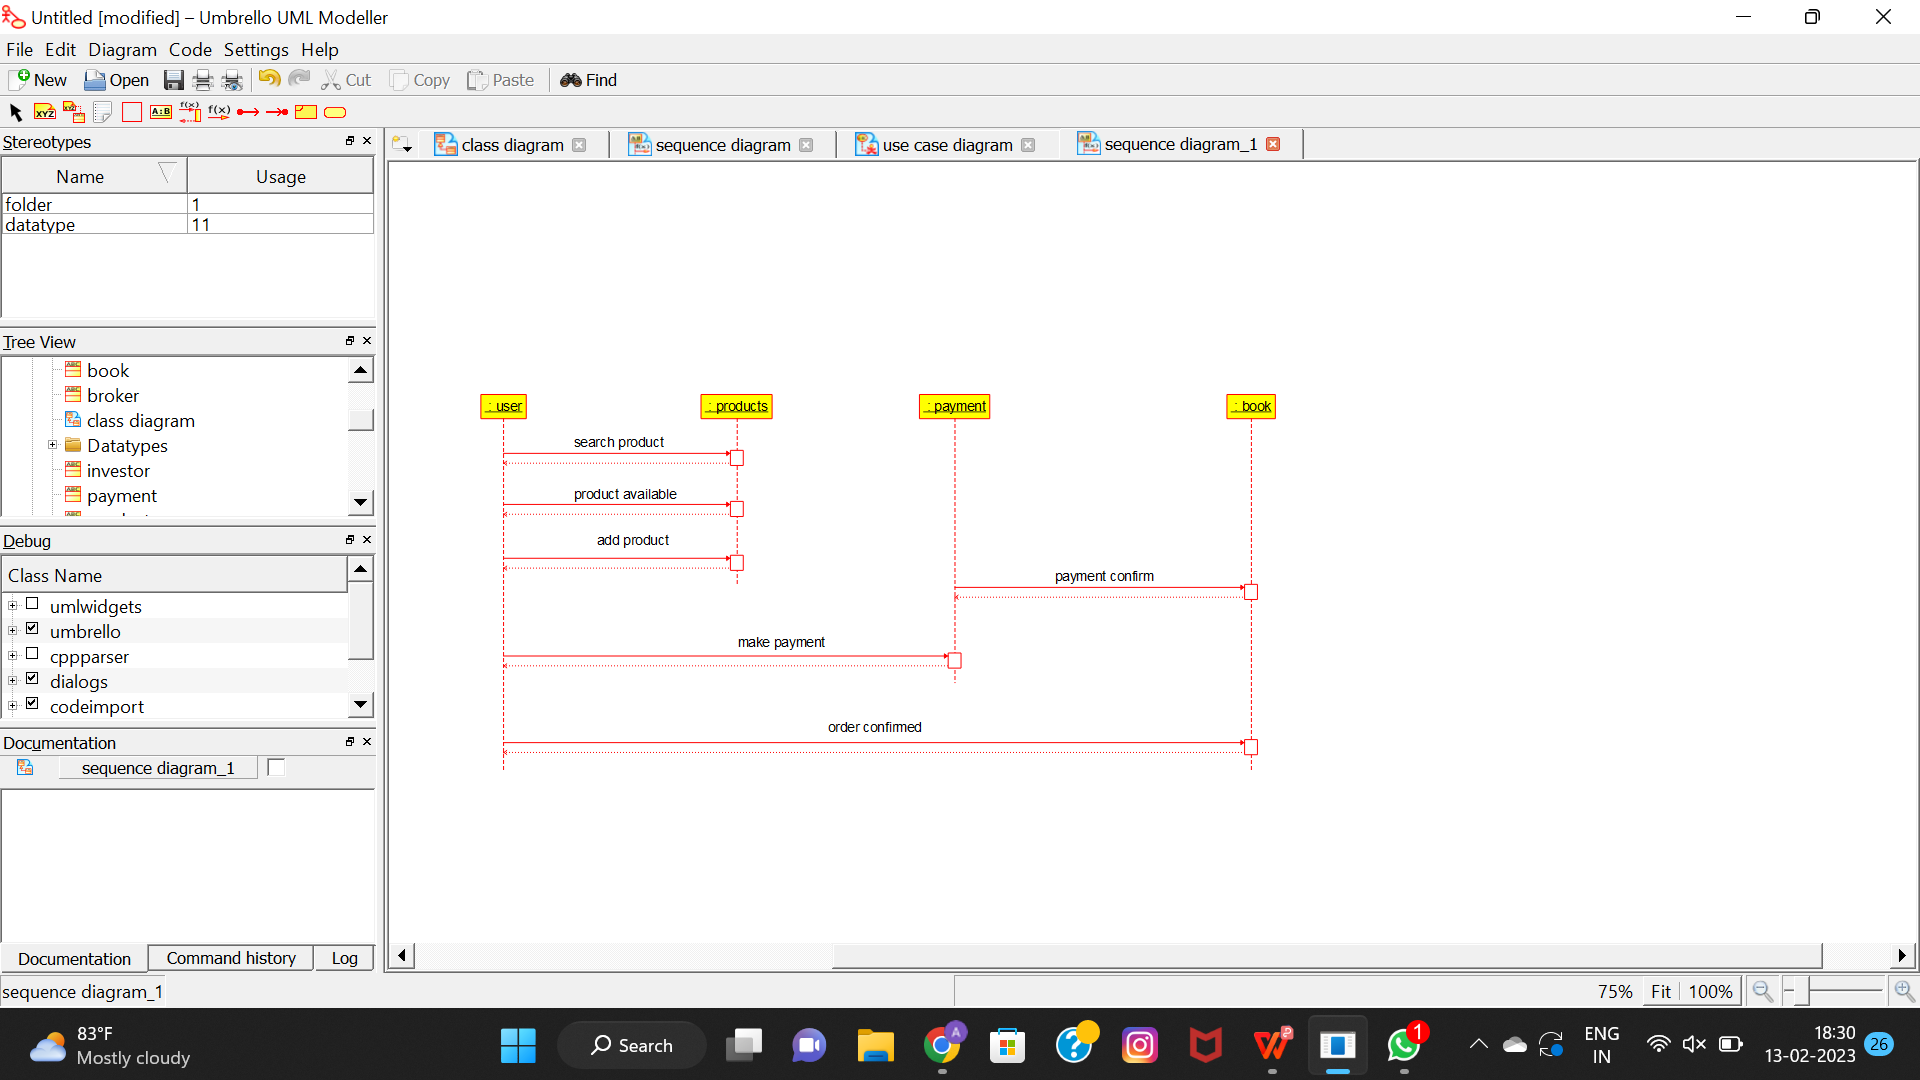 Untitled [modified] – Umbrello UML Modeller
File Edit Diagram Code Settings Help
New Open Cut Copy Paste Find
XYZ XYZ A:B f(x) f(x)
Stereotypes
Name Usage
folder 1
datatype 11
Tree View
book
broker
class diagram
Datatypes
investor
payment
Debug
Class Name
umlwidgets
umbrello
cppparser
dialogs
codeimport
Documentation
sequence diagram_1
Documentation Command history Log
class diagram sequence diagram use case diagram sequence diagram_1
: user : products : payment : book
search product
product available
add product
payment confirm
make payment
order confirmed
sequence diagram_1 75% Fit 100%
83°F
Mostly cloudy
Search
A
1
ENG
IN
18:30
13-02-2023
26